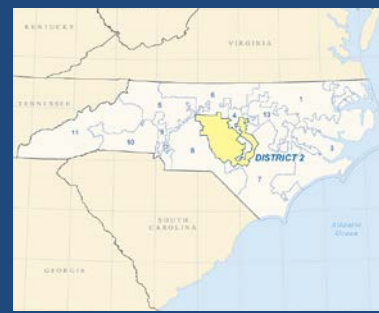 KENTUCKY
VIRGINIA
TENNESSEE
5
6
4
13
1
11
10
9
8
3
DISTRICT 2
7
SOUTH
CAROLINA
GEORGIA
Ocean